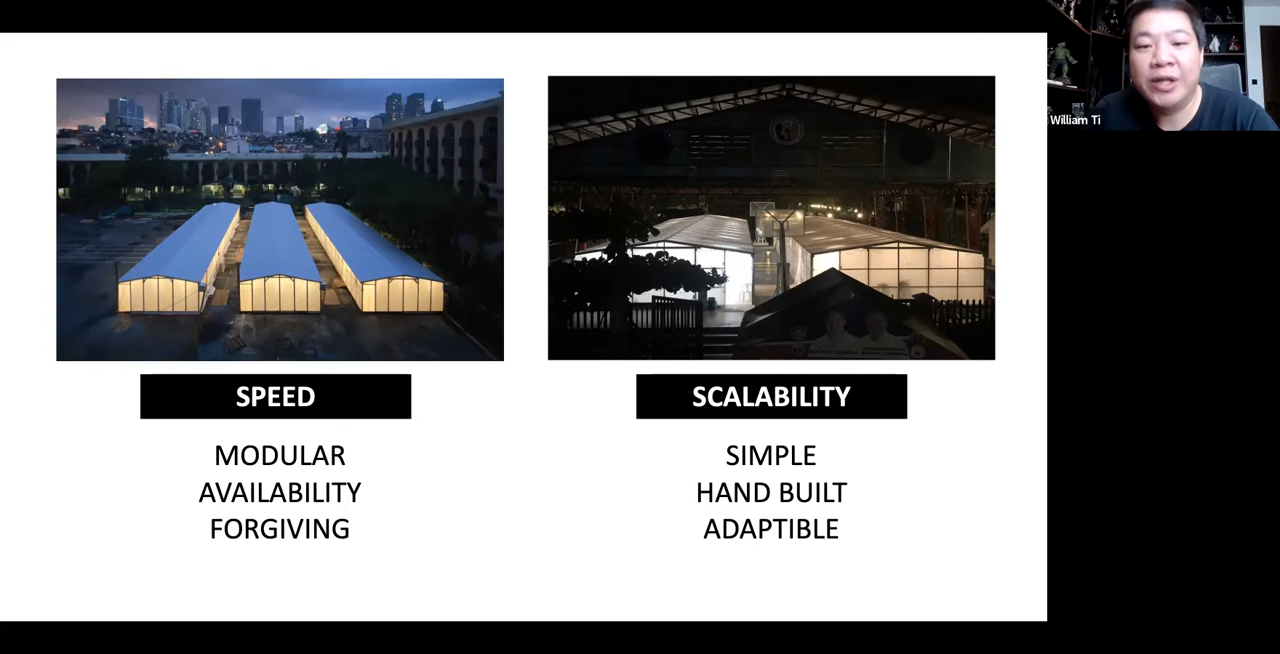 William Ti
SPEED
SCALABILITY
MODULAR
AVAILABILITY
FORGIVING
SIMPLE
HAND BUILT
ADAPTIBLE